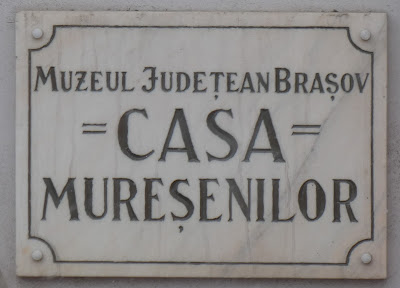 MUZEUL JUDEȚEAN BRAȘOV
= CASA =
MUREȘENILOR